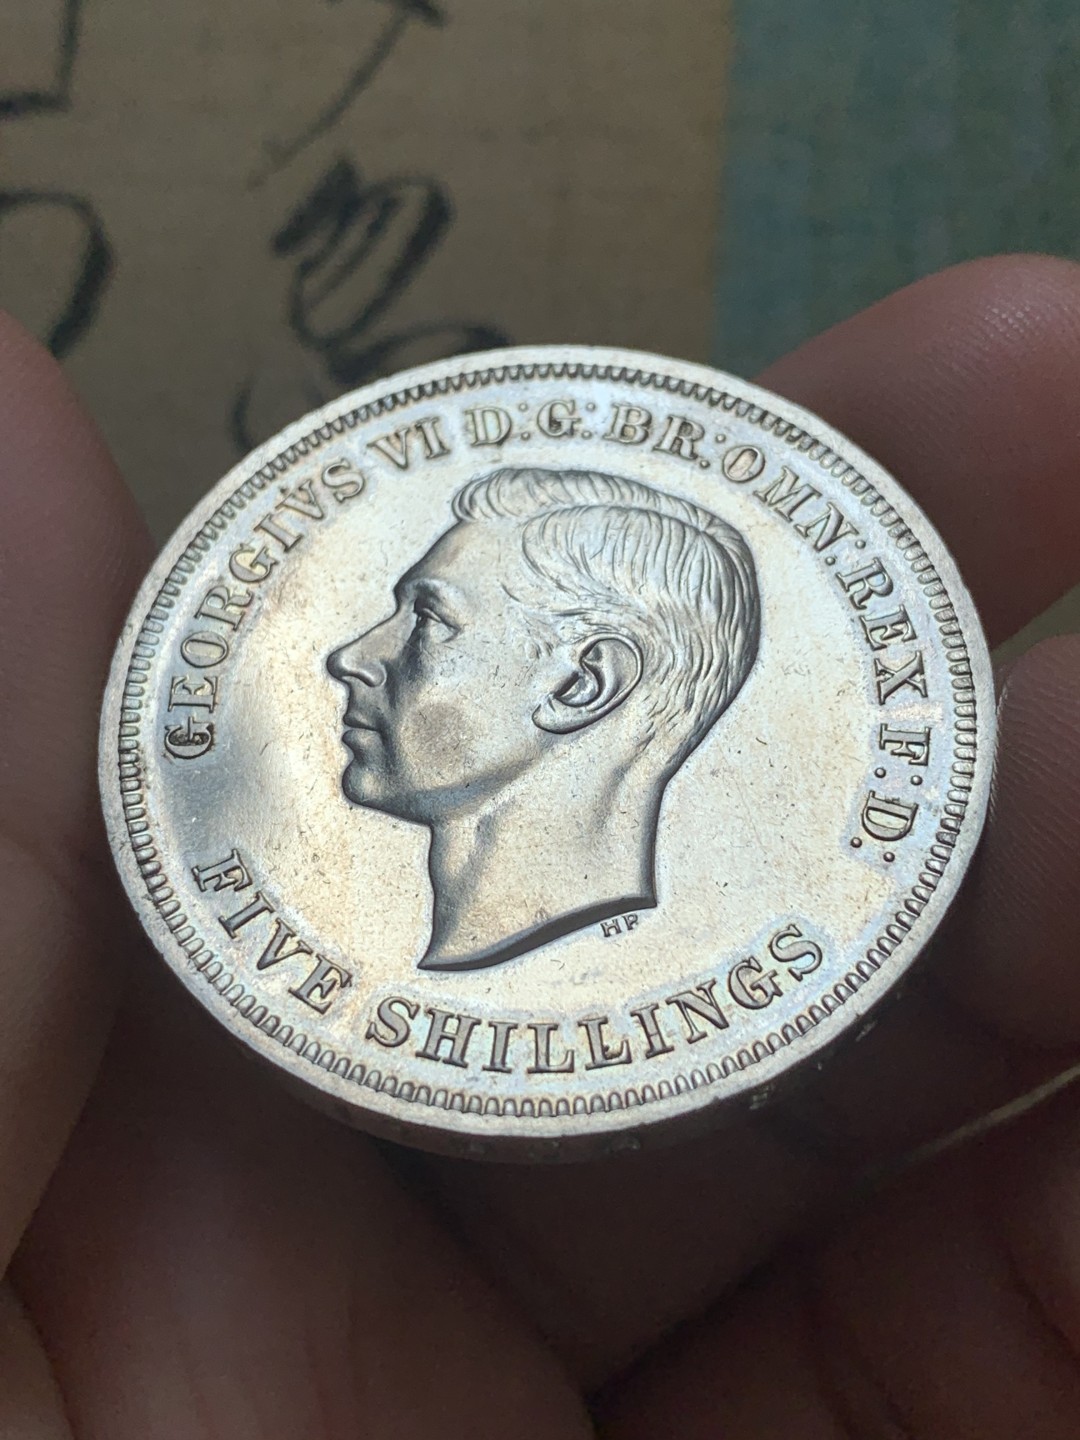 GEORGIVS VI D:G:BR:OMN:REX F:D:
FIVE SHILLINGS
HP